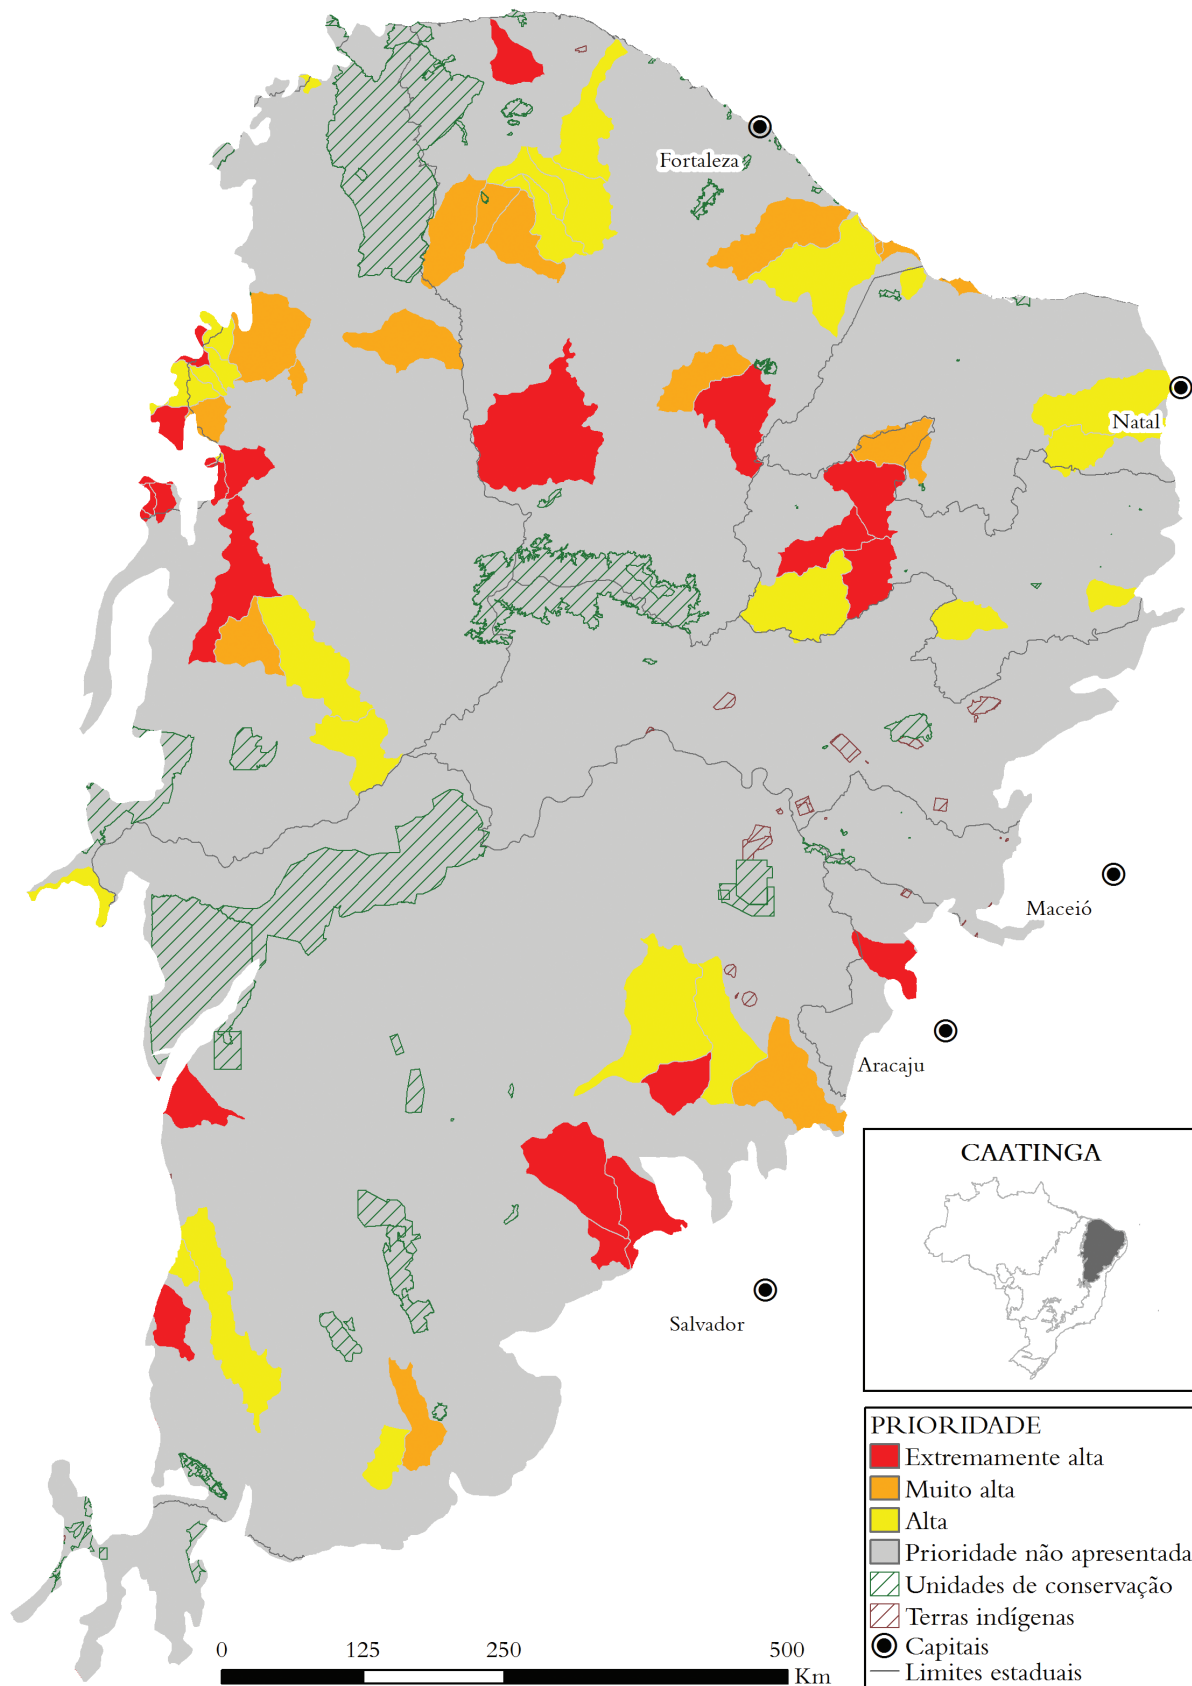 Fortaleza
Natal
Maceió
Aracaju
Salvador
CAATINGA
PRIORIDADE
Extremamente alta
Muito alta
Alta
Prioridade não apresentada
Unidades de conservação
Terras indígenas
Capitais
Limites estaduais
0 125 250 500
Km